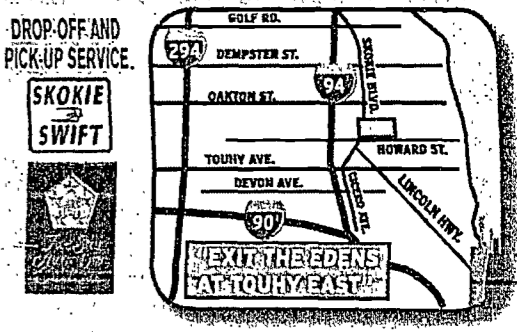 DROP-OFF AND
PICK-UP SERVICE.
SKOKIE
SWIFT
GOLF RD.
294
DEMPSTER ST.
94
SKOKIE BLVD.
OAKTON ST.
HOWARD ST.
TOUHY AVE.
DEVON AVE.
CICERO AVE.
LINCOLN HWY.
90
"EXIT THE EDENS
AT TOUHY EAST"